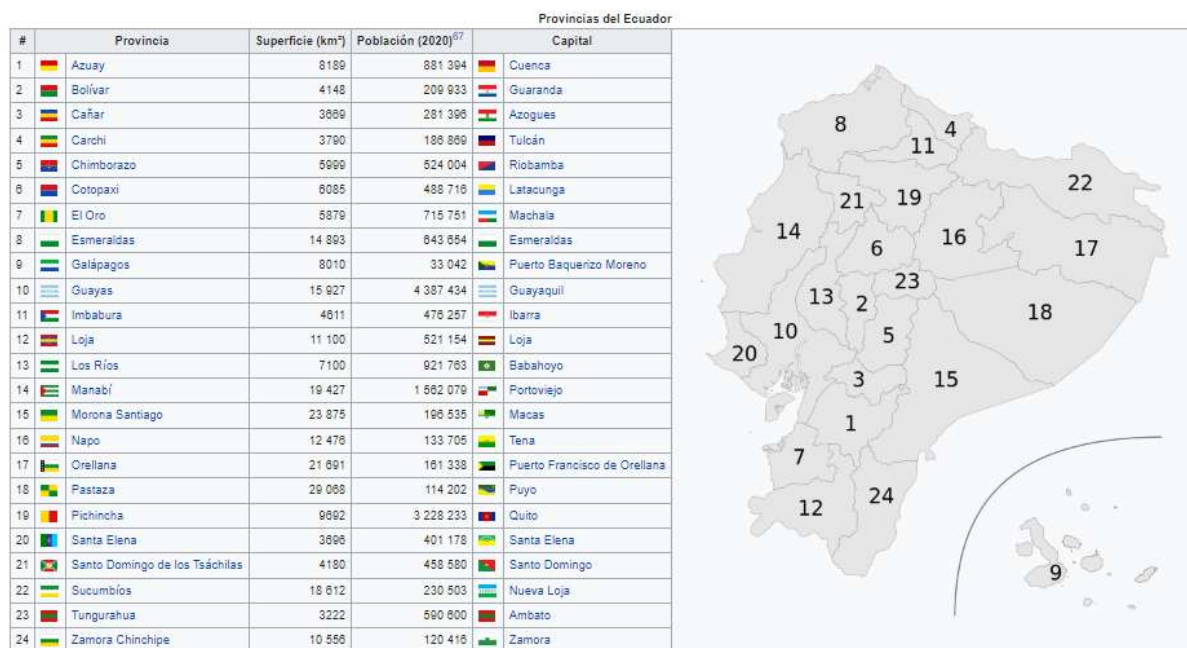 Provincias del Ecuador
# Provincia Superficie (km²) Población (2020)67 Capital
1 Azuay 8189 881 394 Cuenca
2 Bolívar 4148 209 933 Guaranda
3 Cañar 3669 281 396 Azogues
4 Carchi 3790 186 869 Tulcán
5 Chimborazo 5999 524 004 Riobamba
6 Cotopaxi 6085 488 716 Latacunga
7 El Oro 5879 715 751 Machala
8 Esmeraldas 14 893 643 654 Esmeraldas
9 Galápagos 8010 33 042 Puerto Baquerizo Moreno
10 Guayas 15 927 4 387 434 Guayaquil
11 Imbabura 4611 476 257 Ibarra
12 Loja 11 100 521 154 Loja
13 Los Ríos 7100 921 763 Babahoyo
14 Manabí 19 427 1 562 079 Portoviejo
15 Morona Santiago 23 875 196 535 Macas
16 Napo 12 476 133 705 Tena
17 Orellana 21 691 161 338 Puerto Francisco de Orellana
18 Pastaza 29 068 114 202 Puyo
19 Pichincha 9692 3 228 233 Quito
20 Santa Elena 3696 401 178 Santa Elena
21 Santo Domingo de los Tsáchilas 4180 458 580 Santo Domingo
22 Sucumbíos 18 612 230 503 Nueva Loja
23 Tungurahua 3222 590 600 Ambato
24 Zamora Chinchipe 10 556 120 416 Zamora
8
4
11
22
21
19
14
6
16
17
23
13
2
18
10
5
20
3
15
1
7
24
12
9